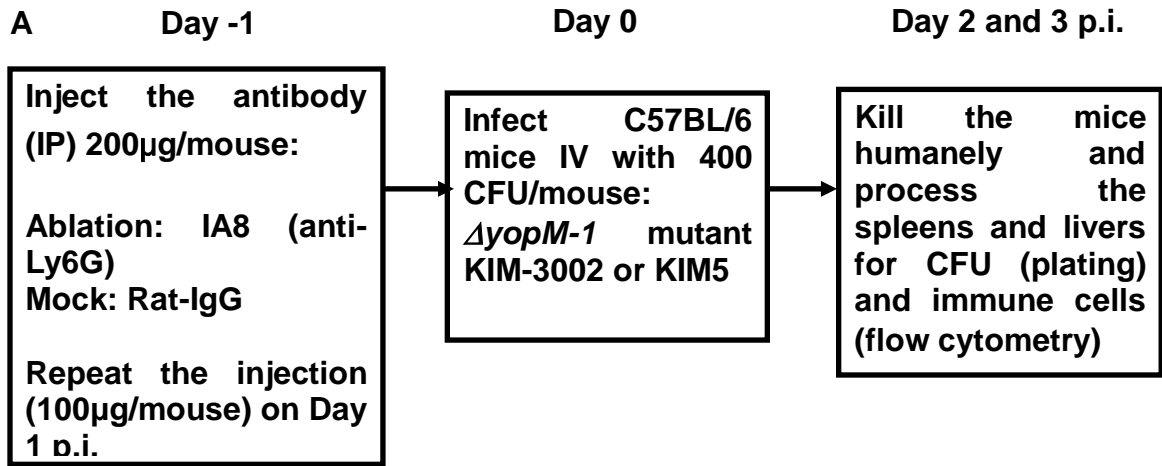 A Day -1 Day 0 Day 2 and 3 p.i.
Inject the antibody
(IP) 200µg/mouse:
Ablation: IA8 (anti-
Ly6G)
Mock: Rat-IgG
Repeat the injection
(100µg/mouse) on Day
1 p.i.
Infect C57BL/6
mice IV with 400
CFU/mouse:
ΔyopM-1 mutant
KIM-3002 or KIM5
Kill the mice
humanely and
process the
spleens and livers
for CFU (plating)
and immune cells
(flow cytometry)